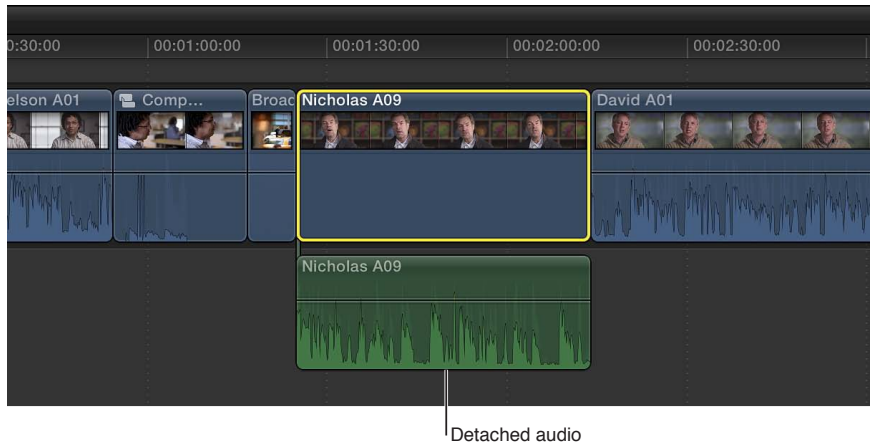 0:30:00 00:01:00:00 00:01:30:00 00:02:00:00 00:02:30:00
elson A01 Comp... Broad Nicholas A09 David A01
Nicholas A09
Detached audio